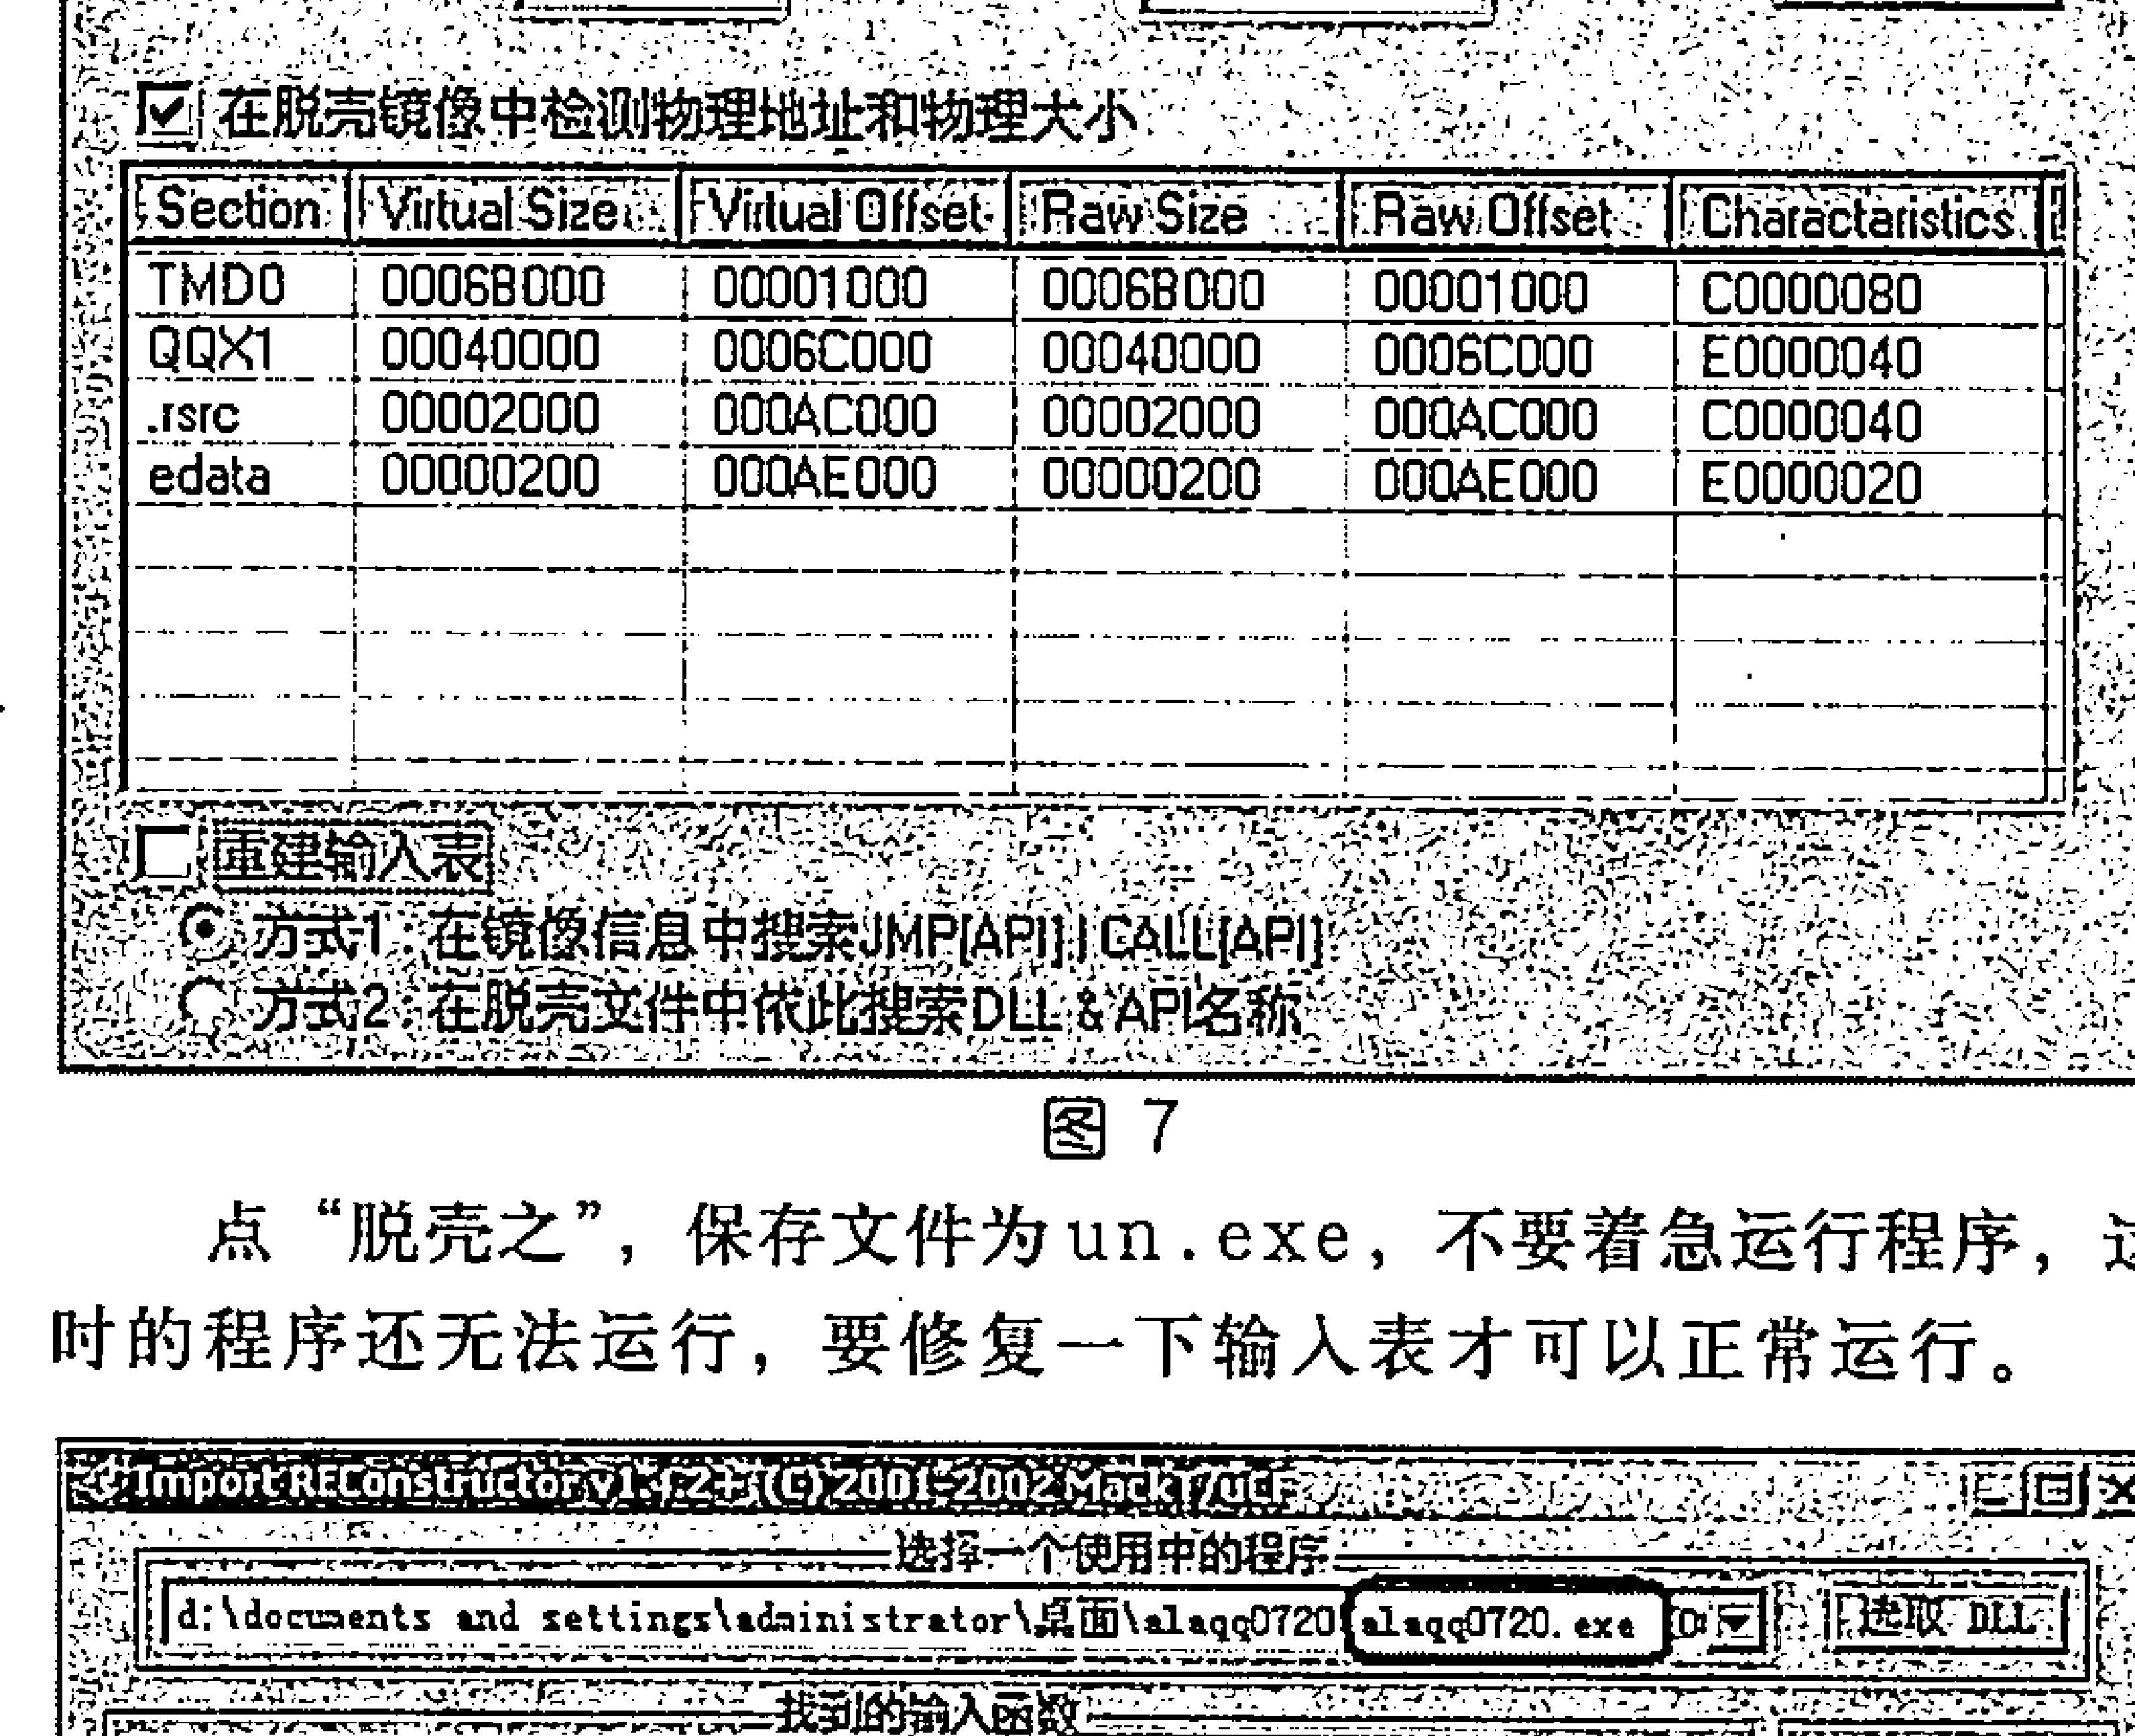 在脱壳镜像中检测物理地址和物理大小
Section Virtual Size Virtual Offset Raw Size Raw Offset Charactaristics
TMD0 0006B000 00001000 0006B000 00001000 C0000080
QQX1 00040000 0006C000 00040000 0006C000 E0000040
.rsrc 00002000 000AC000 00002000 000AC000 C0000040
edata 00000200 000AE000 00000200 000AE000 E0000020
重建输入表
方式1: 在镜像信息中搜索JMP[API] | CALL[API]
方式2: 在脱壳文件中依此搜索DLL & API名称
图 7
点“脱壳之”, 保存文件为un.exe, 不要着急运行程序,
时的程序还无法运行, 要修复一下输入表才可以正常运行。
Import REConstructor v1.4.2+ (C) 2001-2002 MackT/uCF
选择一个使用中的程序
d:\documents and settings\administrator\桌面\alaqq0720 alaqq0720.exe 选取 DLL
找到的输入函数